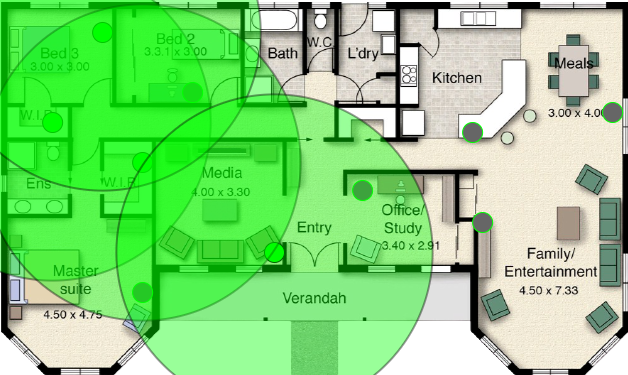 Bed 3
3.00 x 3.00
Bed 2
3.3.1 x 3.00
Bath
W.C.
L'dry
Kitchen
Meals
3.00 x 4.00
W.I.P.
Ens
W.I.R.
Media
4.00 x 3.30
Entry
Office/
Study
3.40 x 2.91
Family/
Entertainment
4.50 x 7.33
Master
suite
4.50 x 4.75
Verandah